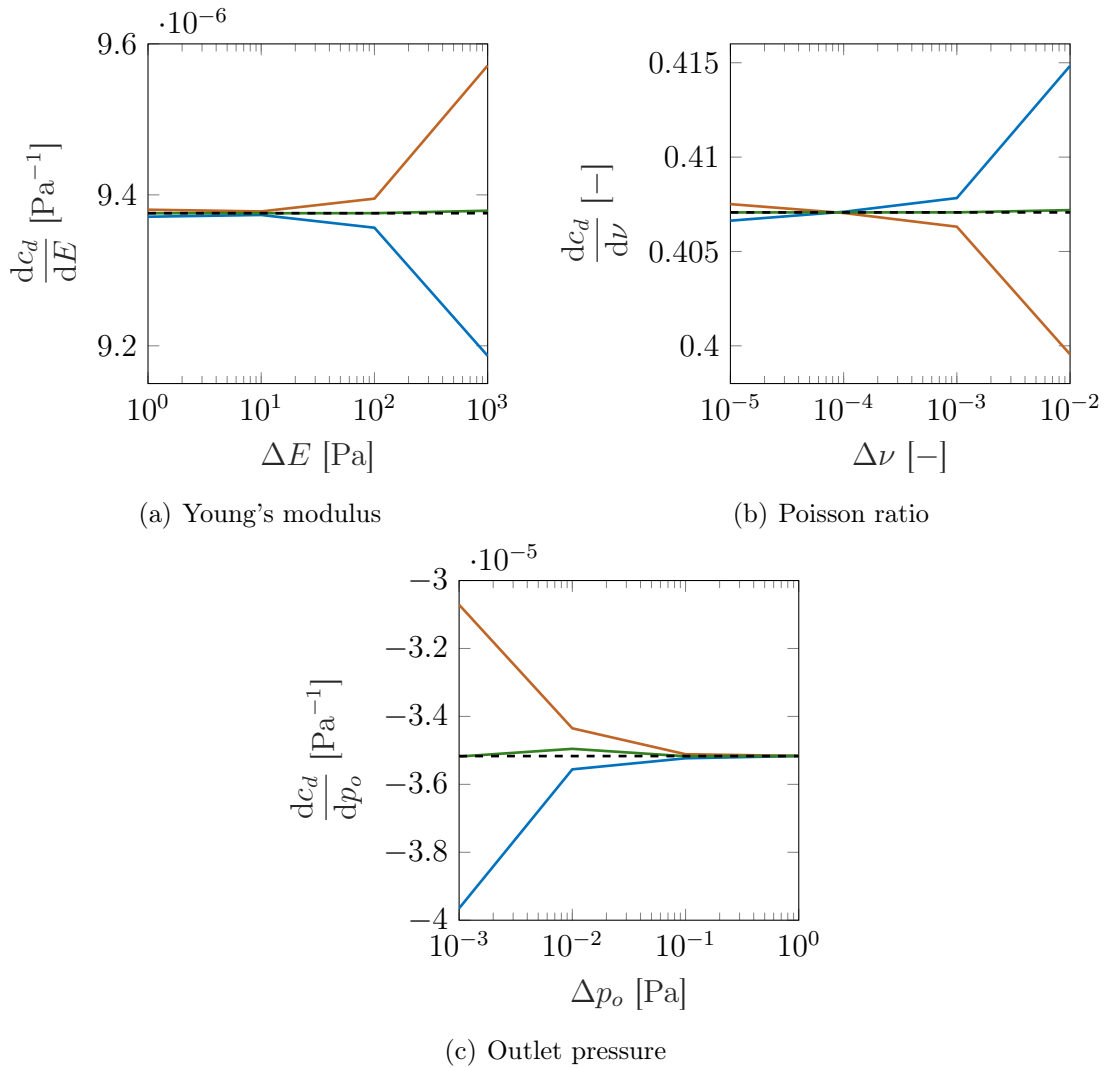 ·10⁻⁶
9.6
9.4
9.2
dc_d/dE [Pa⁻¹]
10⁰ 10¹ 10² 10³
ΔE [Pa]
(a) Young's modulus
0.415
0.41
0.405
0.4
dc_d/dν [−]
10⁻⁵ 10⁻⁴ 10⁻³ 10⁻²
Δν [−]
(b) Poisson ratio
·10⁻⁵
−3
−3.2
−3.4
−3.6
−3.8
−4
dc_d/dp_o [Pa⁻¹]
10⁻³ 10⁻² 10⁻¹ 10⁰
Δp_o [Pa]
(c) Outlet pressure